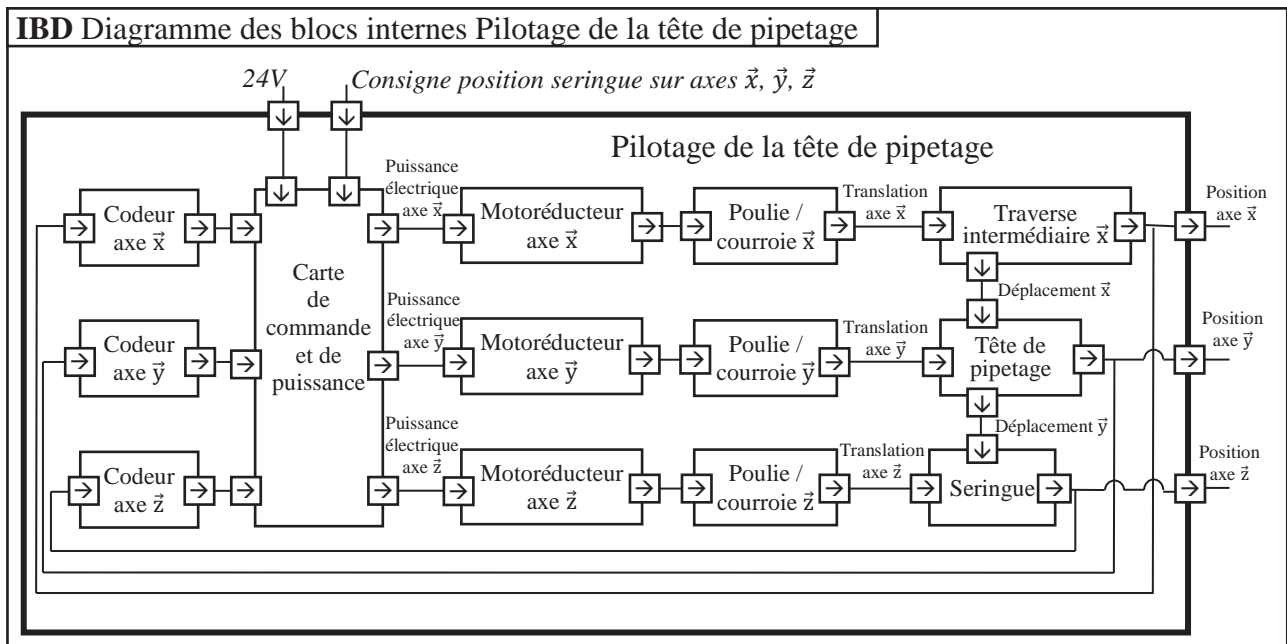 IBD Diagramme des blocs internes Pilotage de la tête de pipetage
24V
Consigne position seringue sur axes x⃗, y⃗, z⃗
Pilotage de la tête de pipetage
Codeur
axe x⃗
Carte
de
commande
et de
puissance
Puissance
électrique
axe x⃗
Motoréducteur
axe x⃗
Poulie /
courroie x⃗
Translation
axe x⃗
Traverse
intermédiaire x⃗
Position
axe x⃗
Déplacement x⃗
Codeur
axe y⃗
Puissance
électrique
axe y⃗
Motoréducteur
axe y⃗
Poulie /
courroie y⃗
Translation
axe y⃗
Tête de
pipetage
Position
axe y⃗
Déplacement y⃗
Codeur
axe z⃗
Puissance
électrique
axe z⃗
Motoréducteur
axe z⃗
Poulie /
courroie z⃗
Translation
axe z⃗
Seringue
Position
axe z⃗